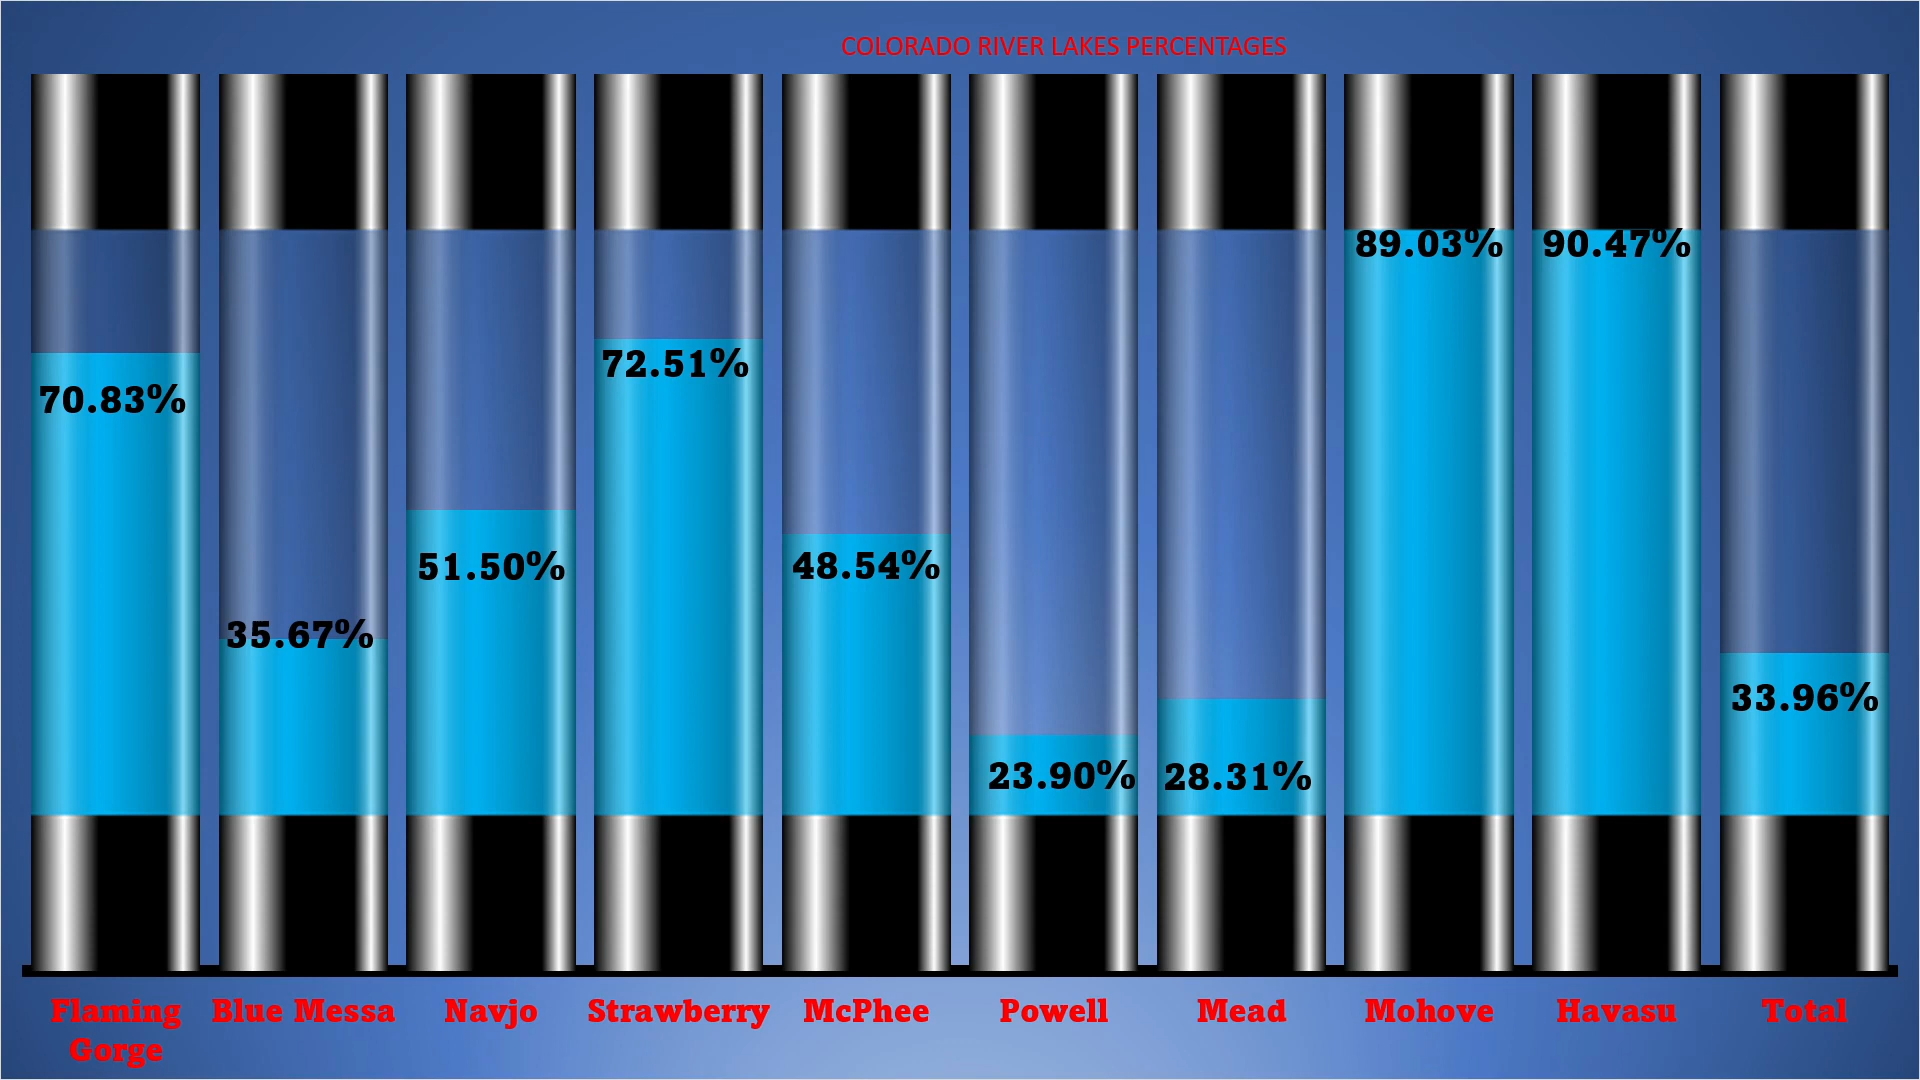 COLORADO RIVER LAKES PERCENTAGES
89.03% 90.47%
72.51%
70.83%
51.50% 48.54%
35.67%
33.96%
23.90% 28.31%
Flaming Blue Messa Navjo Strawberry McPhee Powell Mead Mohove Havasu Total
Gorge